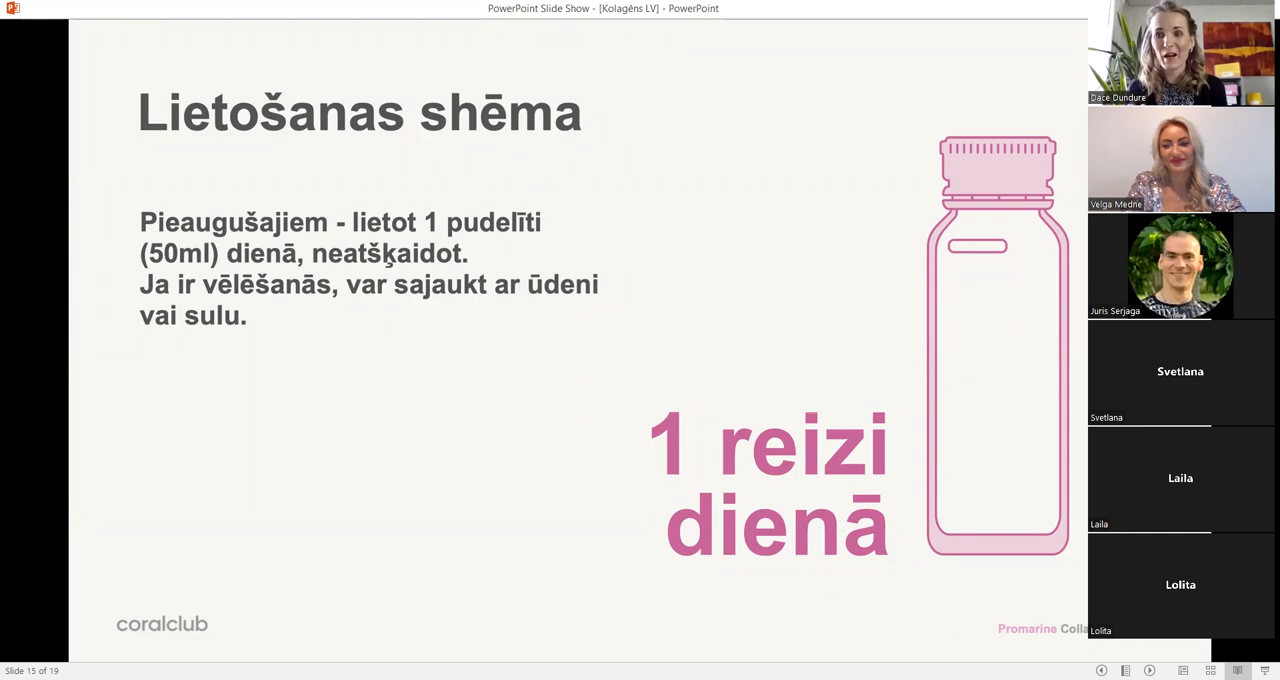 PowerPoint Slide Show - [Kolagēns LV] - PowerPoint
Lietošanas shēma
Pieaugušajiem - lietot 1 pudelīti
(50ml) dienā, neatšķaidot.
Ja ir vēlēšanās, var sajaukt ar ūdeni
vai sulu.
1 reizi
dienā
coralclub
Promarine Colla
Dace Dundure
Velga Medne
Juris Serjaga
Svetlana
Svetlana
Laila
Laila
Lolita
Lolita
Slide 15 of 19